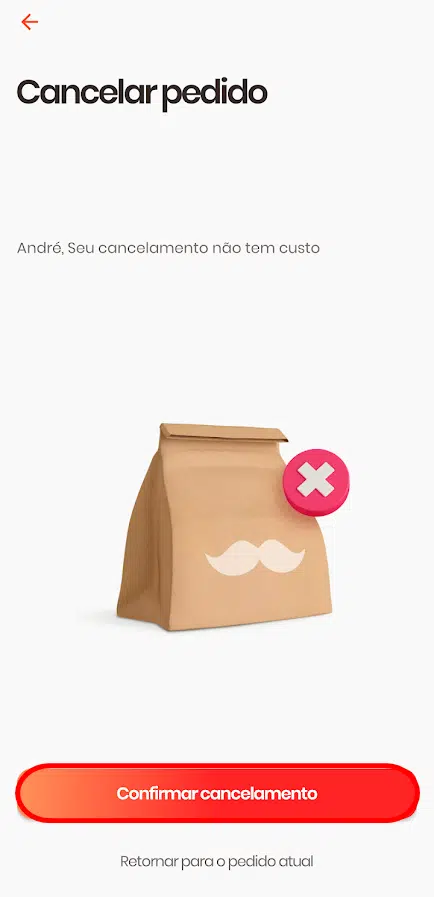 Cancelar pedido
André, Seu cancelamento não tem custo
Confirmar cancelamento
Retornar para o pedido atual